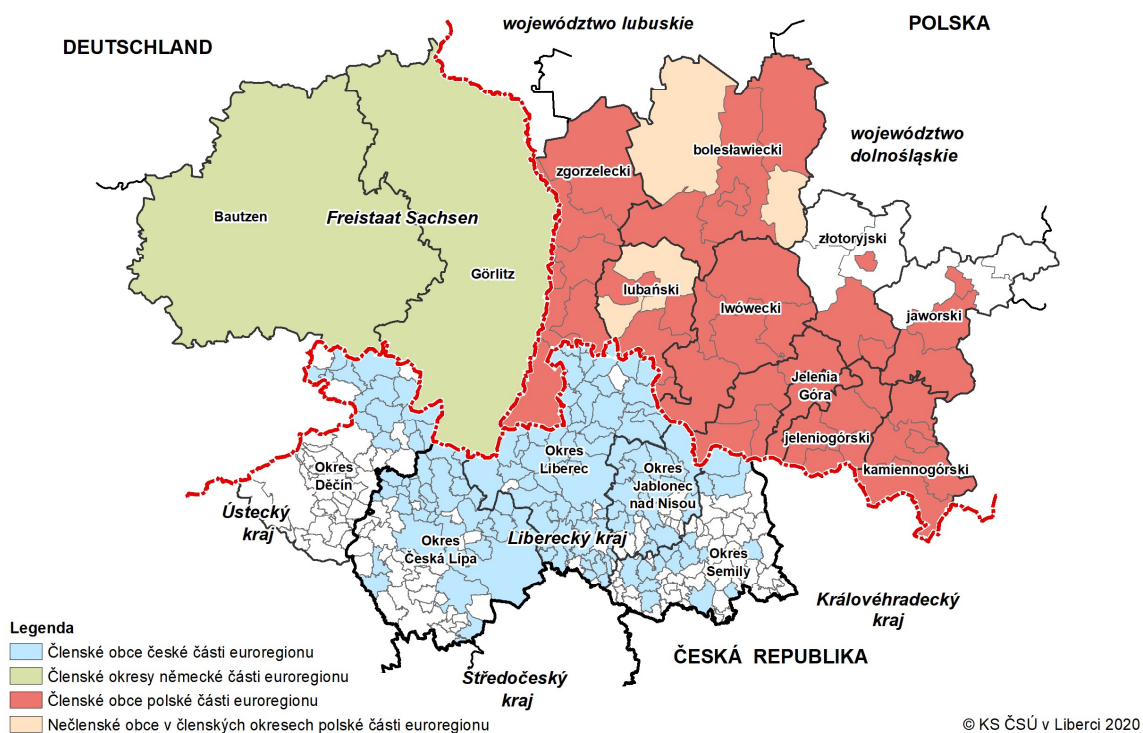 DEUTSCHLAND
województwo lubuskie
POLSKA
województwo
dolnośląskie
bolesławiecki
zgorzelecki
Bautzen
Freistaat Sachsen
złotoryjski
Görlitz
lubański
lwówecki
jaworski
Jelenia
Góra
jeleniogórski
kamiennogórski
Okres
Liberec
Okres
Děčín
Okres
Jablonec
nad Nisou
Ústecký
kraj
Okres
Česká Lípa
Liberecký kraj
Okres
Semily
Královéhradecký
kraj
Středočeský
kraj
ČESKÁ REPUBLIKA
Legenda
Členské obce české části euroregionu
Členské okresy německé části euroregionu
Členské obce polské části euroregionu
Nečlenské obce v členských okresech polské části euroregionu
© KS ČSÚ v Liberci 2020